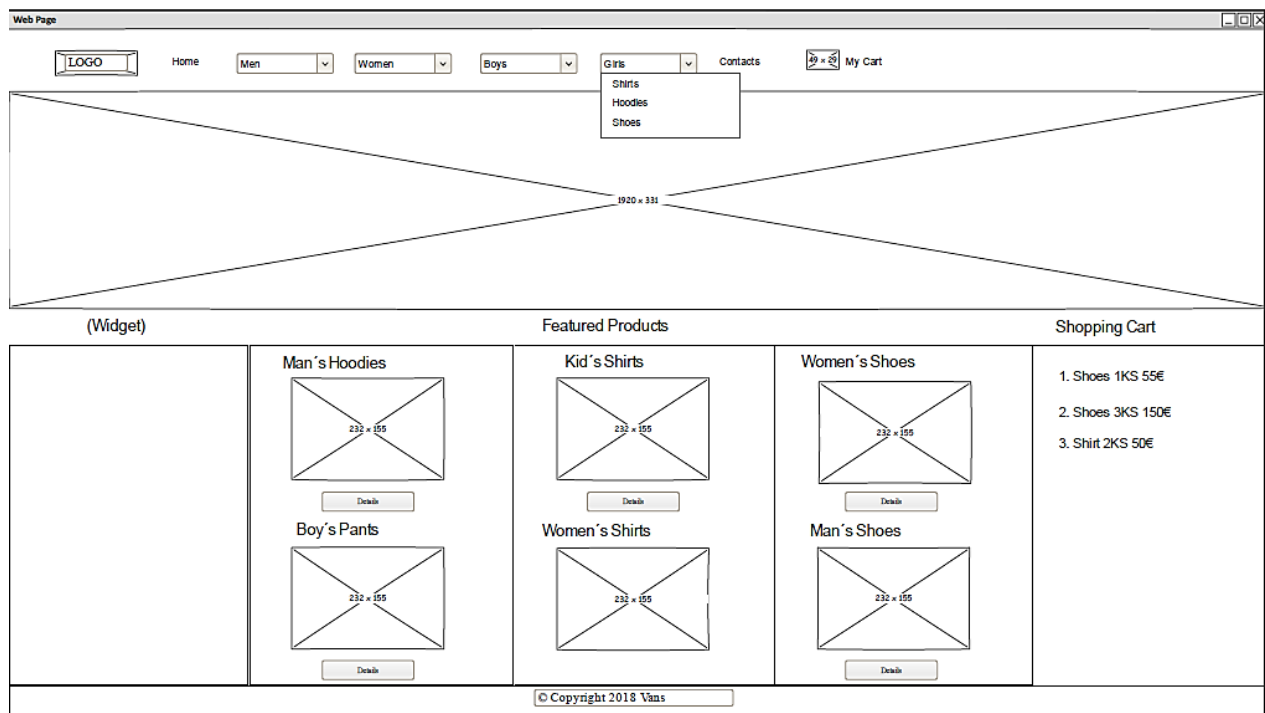 Web Page
LOGO
Home
Men
Women
Boys
Girls
Contacts
49 x 29
My Cart
Shirts
Hoodies
Shoes
1920 x 331
(Widget)
Featured Products
Shopping Cart
Man´s Hoodies
Kid´s Shirts
Women´s Shoes
232 x 155
232 x 155
232 x 155
Details
Details
Details
Boy´s Pants
Women´s Shirts
Man´s Shoes
232 x 155
232 x 155
232 x 155
Details
Details
1. Shoes 1KS 55€
2. Shoes 3KS 150€
3. Shirt 2KS 50€
© Copyright 2018 Vans